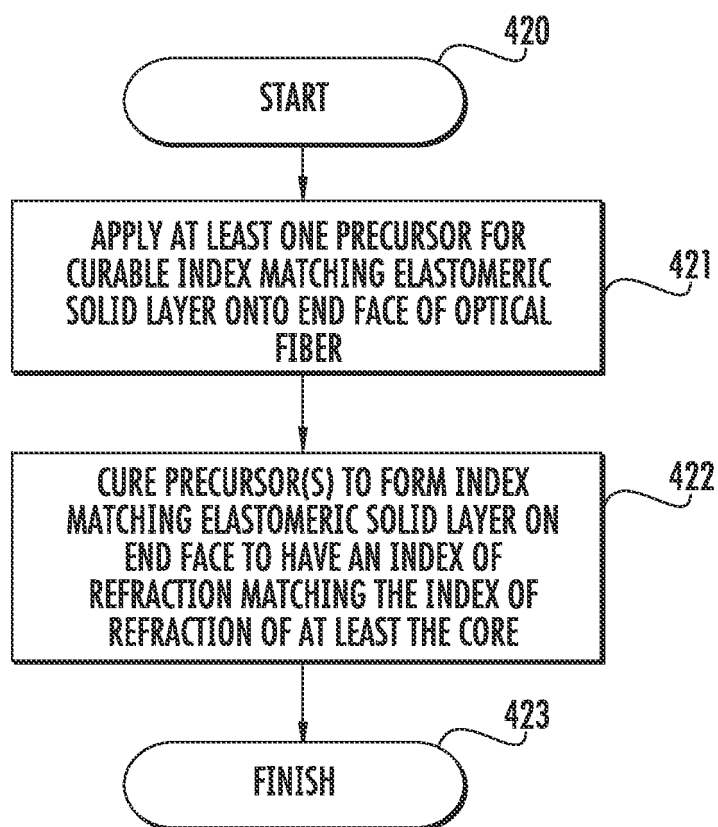 420
START
APPLY AT LEAST ONE PRECURSOR FOR
CURABLE INDEX MATCHING ELASTOMERIC
SOLID LAYER ONTO END FACE OF OPTICAL
FIBER
421
CURE PRECURSOR(S) TO FORM INDEX
MATCHING ELASTOMERIC SOLID LAYER ON
END FACE TO HAVE AN INDEX OF
REFRACTION MATCHING THE INDEX OF
REFRACTION OF AT LEAST THE CORE
422
423
FINISH